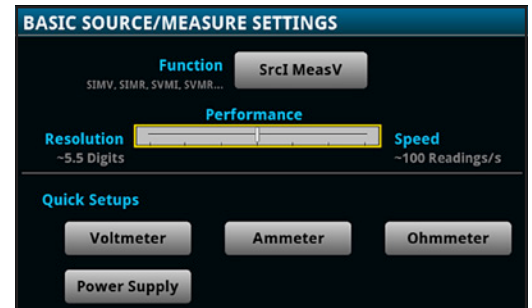 BASIC SOURCE/MEASURE SETTINGS
Function
SIMV, SIMR, SVMI, SVMR...
SrcI MeasV
Performance
Resolution
~5.5 Digits
Speed
~100 Readings/s
Quick Setups
Voltmeter
Ammeter
Ohmmeter
Power Supply